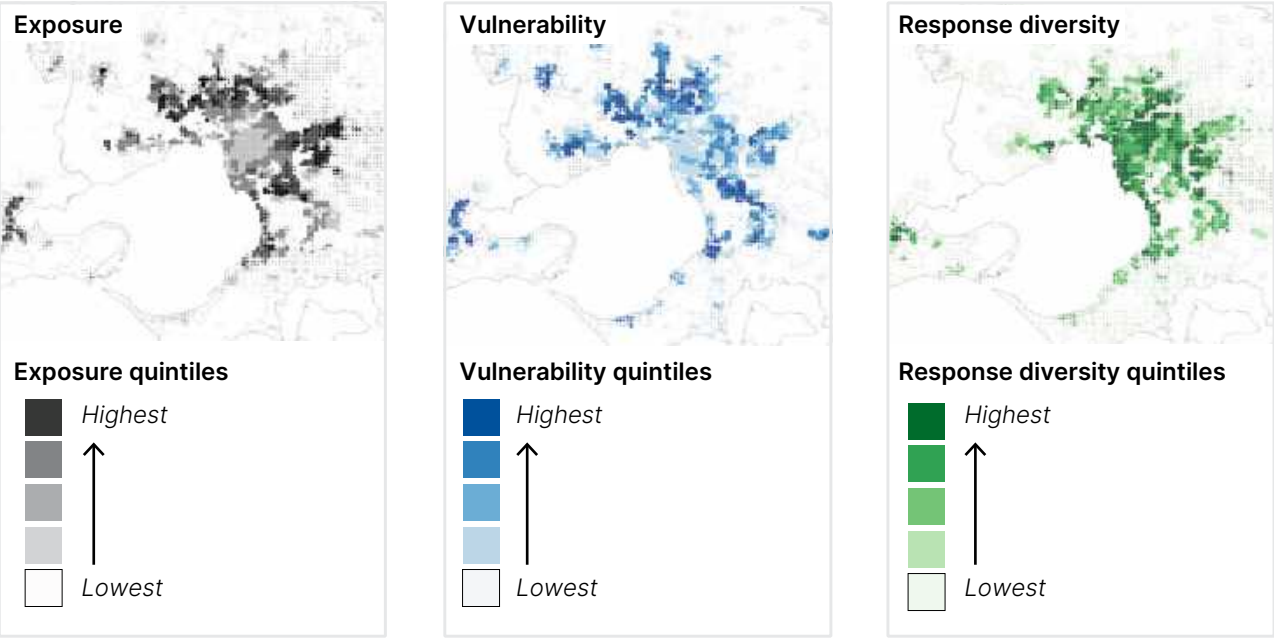 Exposure
Exposure quintiles
Highest
Lowest
Vulnerability
Vulnerability quintiles
Highest
Lowest
Response diversity
Response diversity quintiles
Highest
Lowest